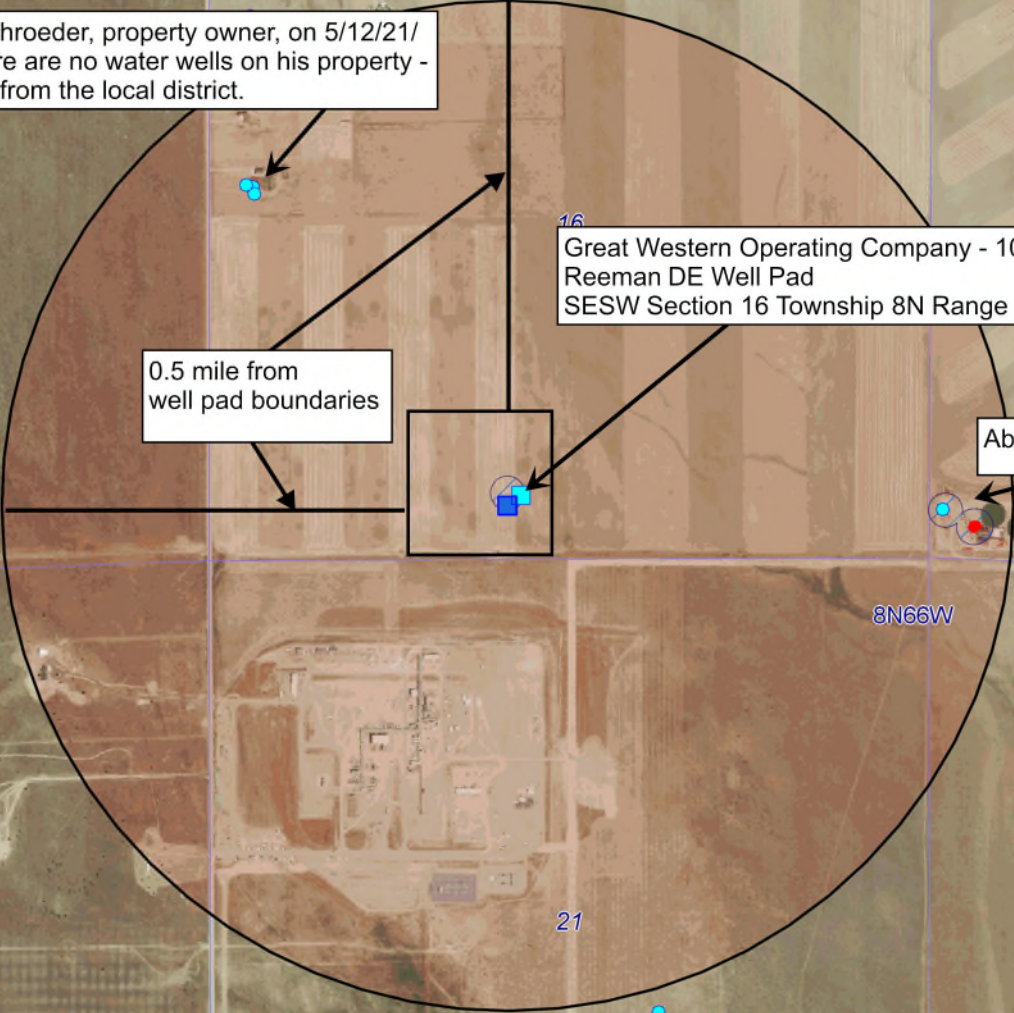 hroeder, property owner, on 5/12/21/
re are no water wells on his property -
from the local district.
16
Great Western Operating Company - 10
Reeman DE Well Pad
SESW Section 16 Township 8N Range
0.5 mile from
well pad boundaries
Ab
8N66W
21